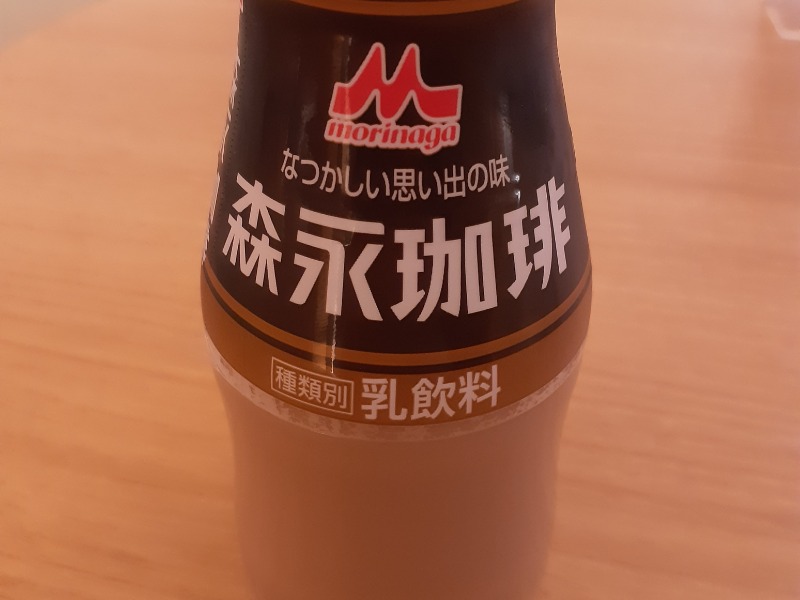 morinaga
なつかしい思い出の味
森永珈琲
種類別 乳飲料